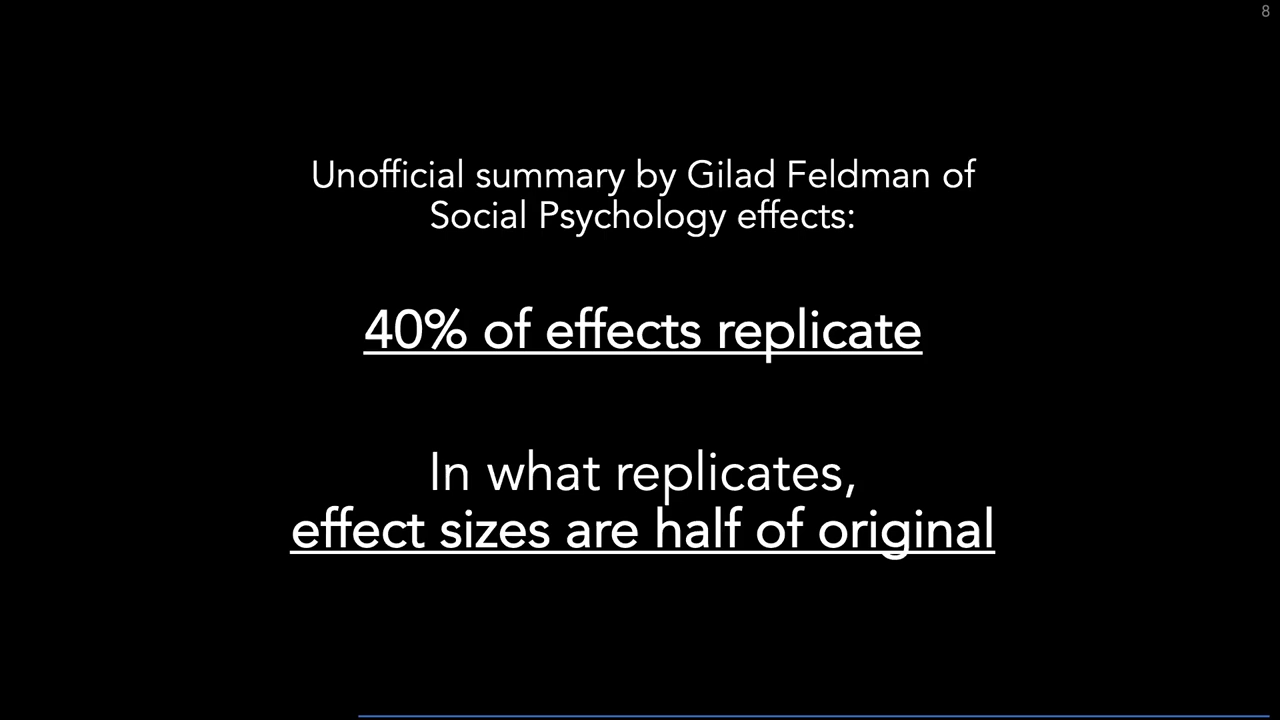 8
Unofficial summary by Gilad Feldman of
Social Psychology effects:
40% of effects replicate
In what replicates,
effect sizes are half of original